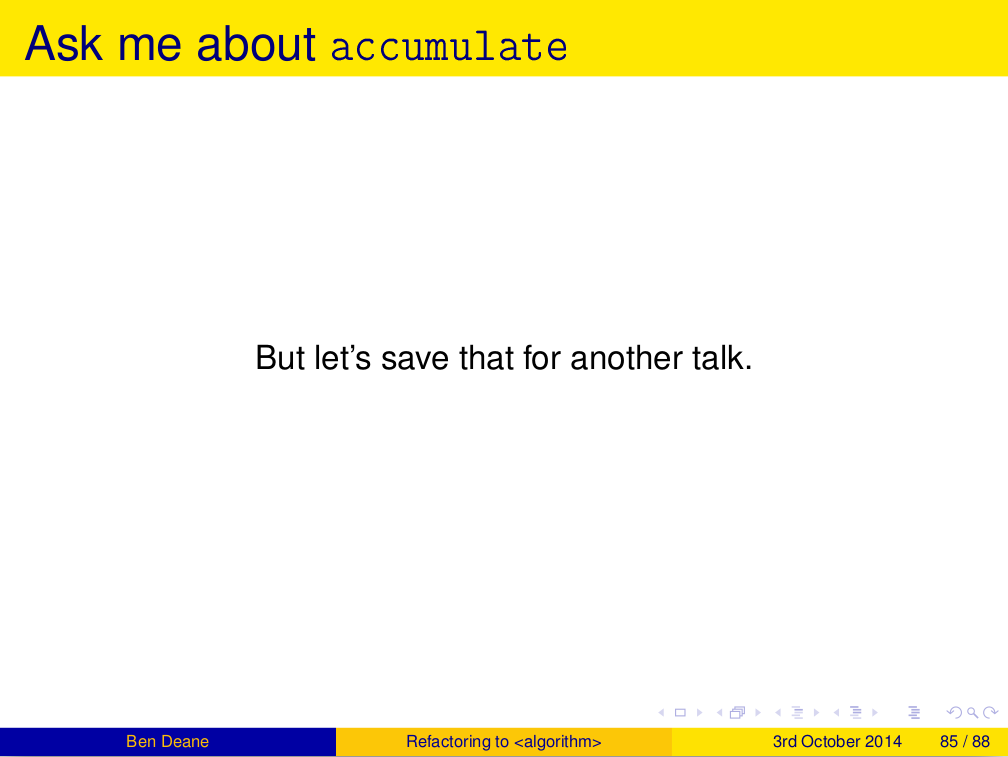 Ask me about accumulate
But let's save that for another talk.
Ben Deane Refactoring to <algorithm> 3rd October 2014 85 / 88